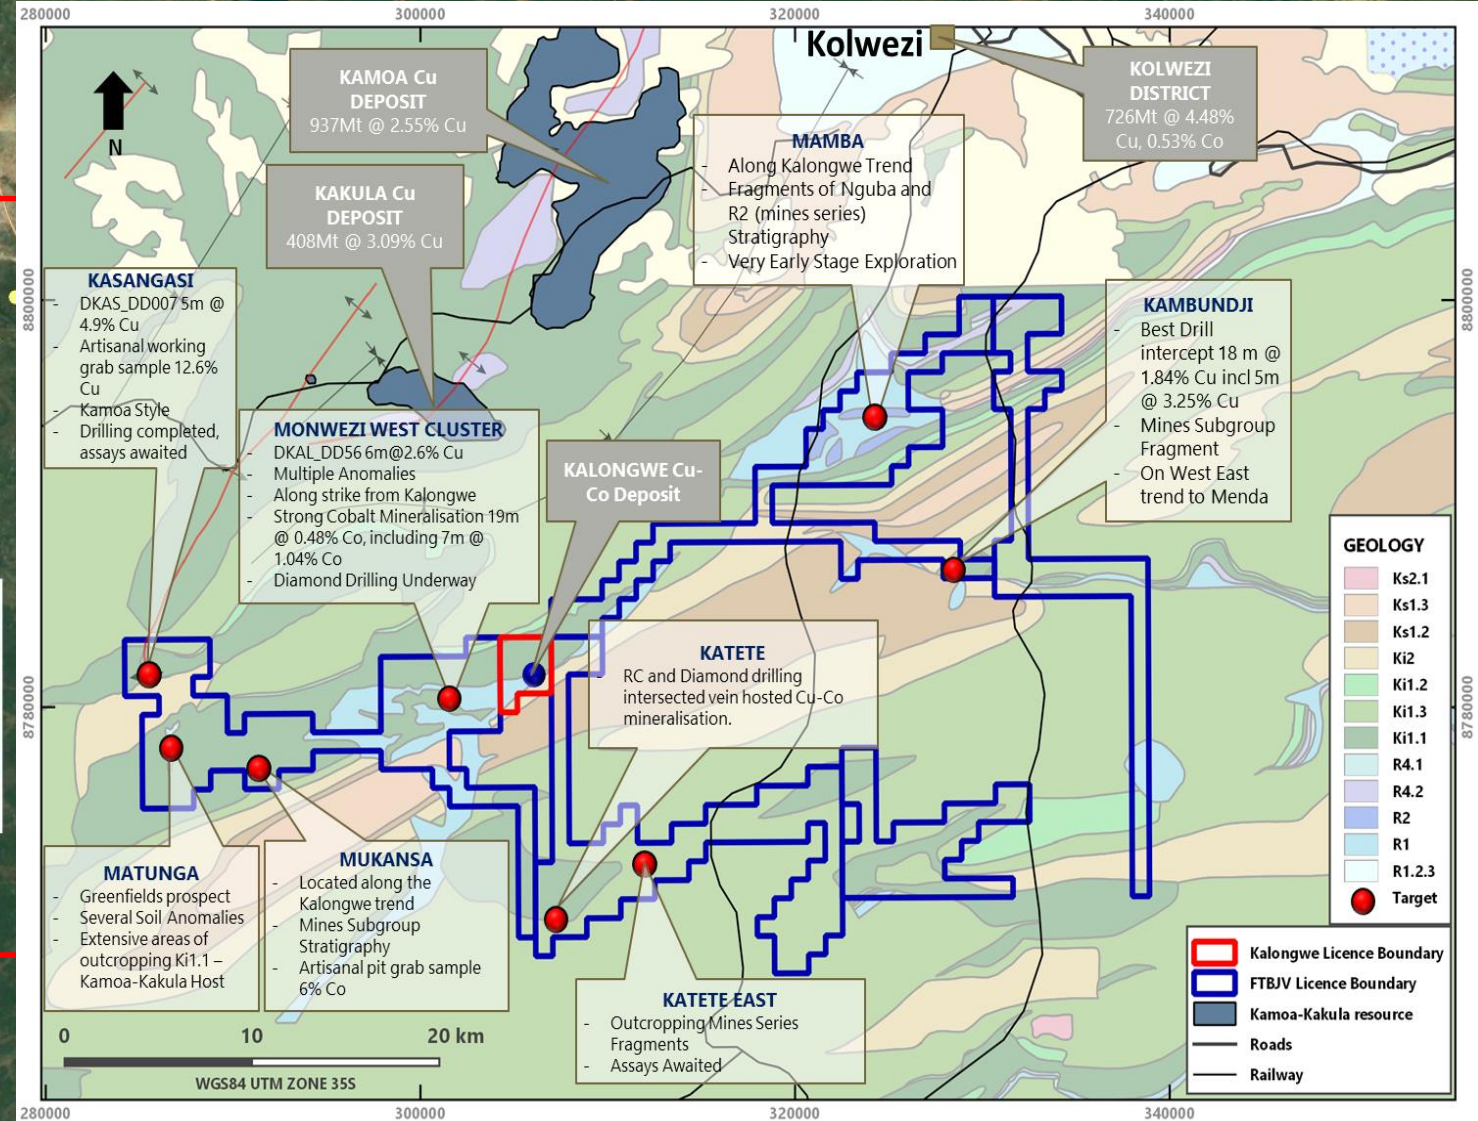 280000
300000
320000
340000
Kolwezi
N
KAMOA Cu
DEPOSIT
937Mt @ 2.55% Cu
KOLWEZI
DISTRICT
726Mt @ 4.48%
Cu, 0.53% Co
KAKULA Cu
DEPOSIT
408Mt @ 3.09% Cu
MAMBA
- Along Kalongwe Trend
- Fragments of Nguba and
R2 (mines series)
Stratigraphy
- Very Early Stage Exploration
8800000
8800000
KASANGASI
- DKAS_DD007 5m @
4.9% Cu
- Artisanal working
grab sample 12.6%
Cu
- Kamoa Style
- Drilling completed,
assays awaited
KAMBUNDJI
- Best Drill
intercept 18 m @
1.84% Cu incl 5m
@ 3.25% Cu
- Mines Subgroup
Fragment
- On West East
trend to Menda
MONWEZI WEST CLUSTER
- DKAL_DD56 6m@2.6% Cu
- Multiple Anomalies
- Along strike from Kalongwe
- Strong Cobalt Mineralisation 19m
@ 0.48% Co, including 7m @
1.04% Co
- Diamond Drilling Underway
KALONGWE Cu-
Co Deposit
KATETE
- RC and Diamond drilling
intersected vein hosted Cu-Co
mineralisation.
8780000
8780000
GEOLOGY
Ks2.1
Ks1.3
Ks1.2
Ki2
Ki1.2
Ki1.3
Ki1.1
R4.1
R4.2
R2
R1
R1.2.3
Target
MATUNGA
- Greenfields prospect
- Several Soil Anomalies
- Extensive areas of
outcropping Ki1.1 –
Kamoa-Kakula Host
MUKANSA
- Located along the
Kalongwe trend
- Mines Subgroup
Stratigraphy
- Artisanal pit grab sample
6% Co
KATETE EAST
- Outcropping Mines Series
Fragments
- Assays Awaited
Kalongwe Licence Boundary
FTBJV Licence Boundary
Kamoa-Kakula resource
Roads
Railway
0 10 20 km
WGS84 UTM ZONE 35S
280000
300000
320000
340000